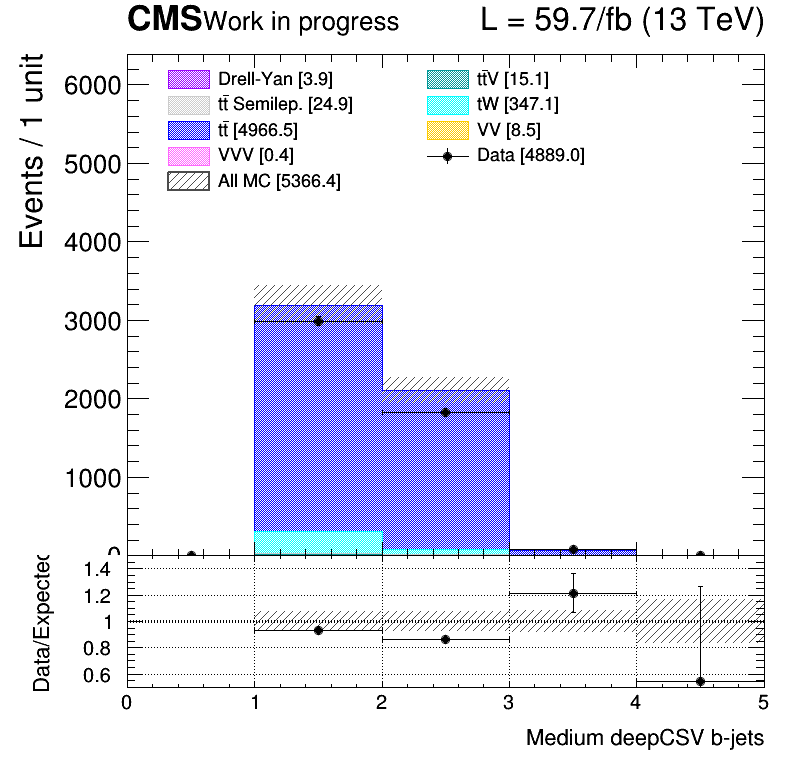 CMS Work in progress L = 59.7/fb (13 TeV)
Events / 1 unit
6000
5000
4000
3000
2000
1000
0
Drell-Yan [3.9]
tt̄ Semilep. [24.9]
tt̄ [4966.5]
VVV [0.4]
All MC [5366.4]
tt̄V [15.1]
tW [347.1]
VV [8.5]
Data [4889.0]
Data/Expected
1.4
1.2
1
0.8
0.6
0 1 2 3 4 5
Medium deepCSV b-jets